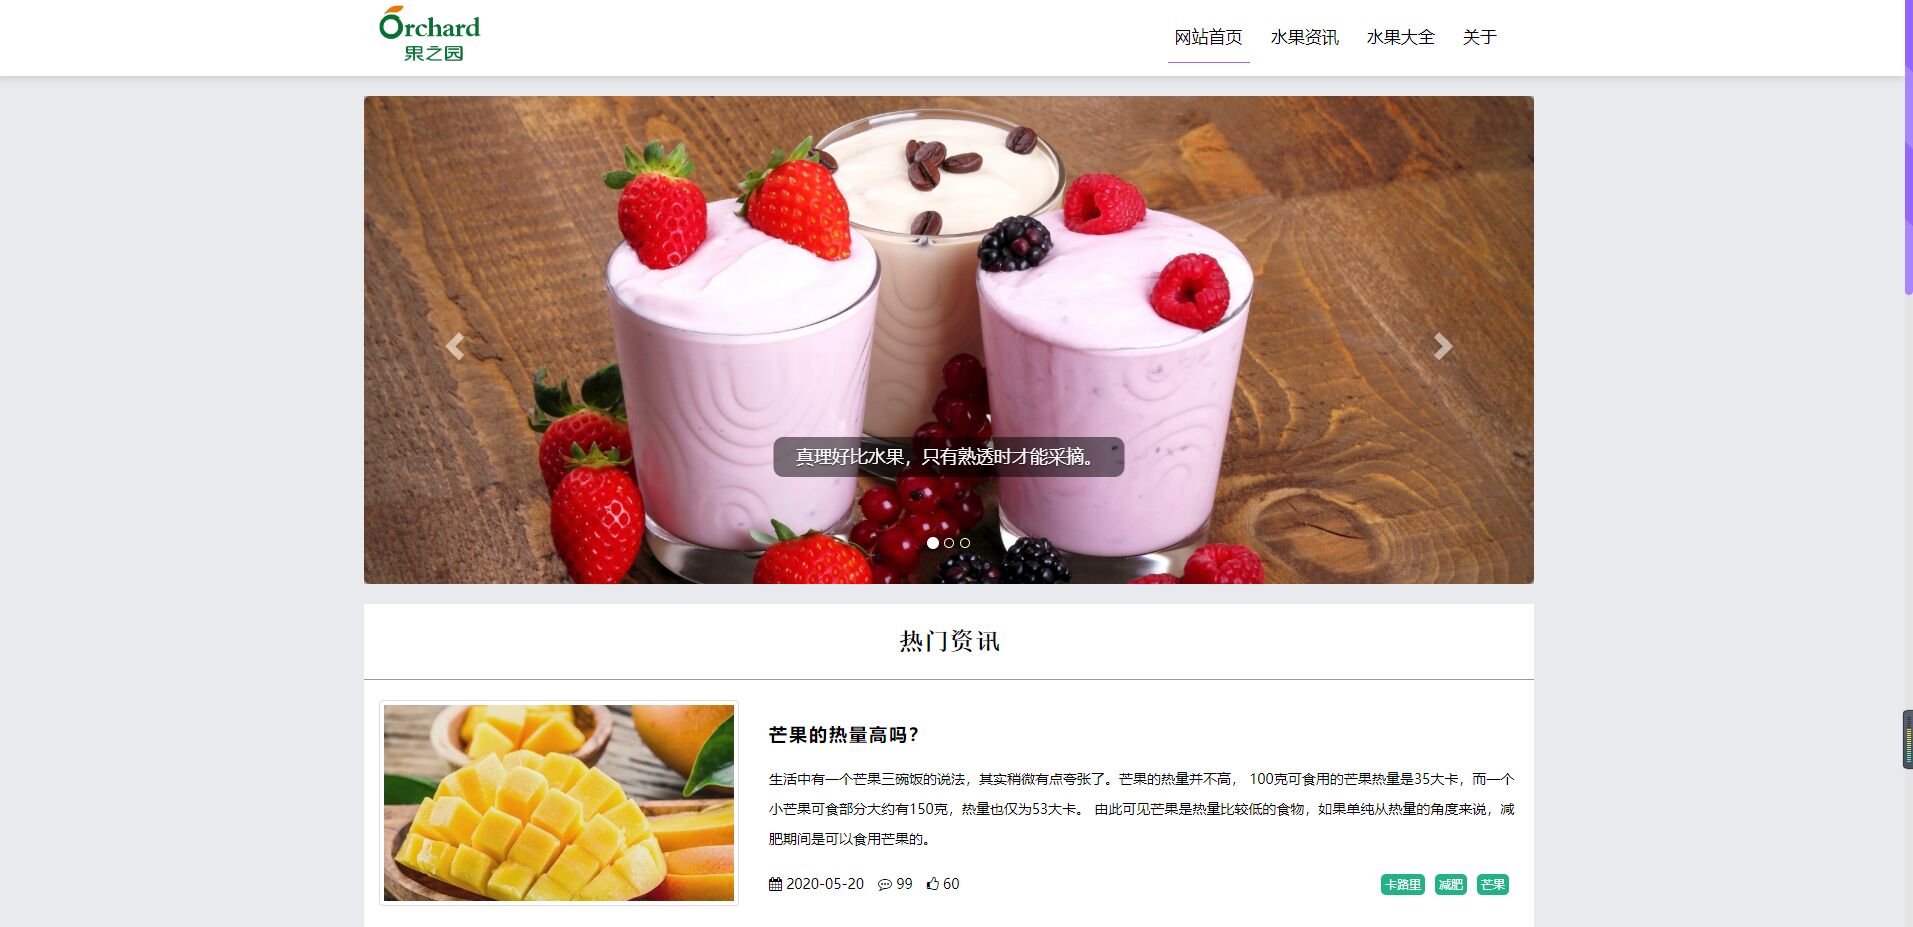 Orchard
果之园
网站首页 水果资讯 水果大全 关于
真理好比水果，只有熟透时才能采摘。
热门资讯
芒果的热量高吗？
生活中有一个芒果三碗饭的说法，其实稍微有点夸张了。芒果的热量并不高， 100克可食用的芒果热量是35大卡，而一个
小芒果可食部分大约有150克，热量也仅为53大卡。 由此可见芒果是热量比较低的食物，如果单纯从热量的角度来说，减
肥期间是可以食用芒果的。
2020-05-20 99 60 卡路里 减肥 芒果